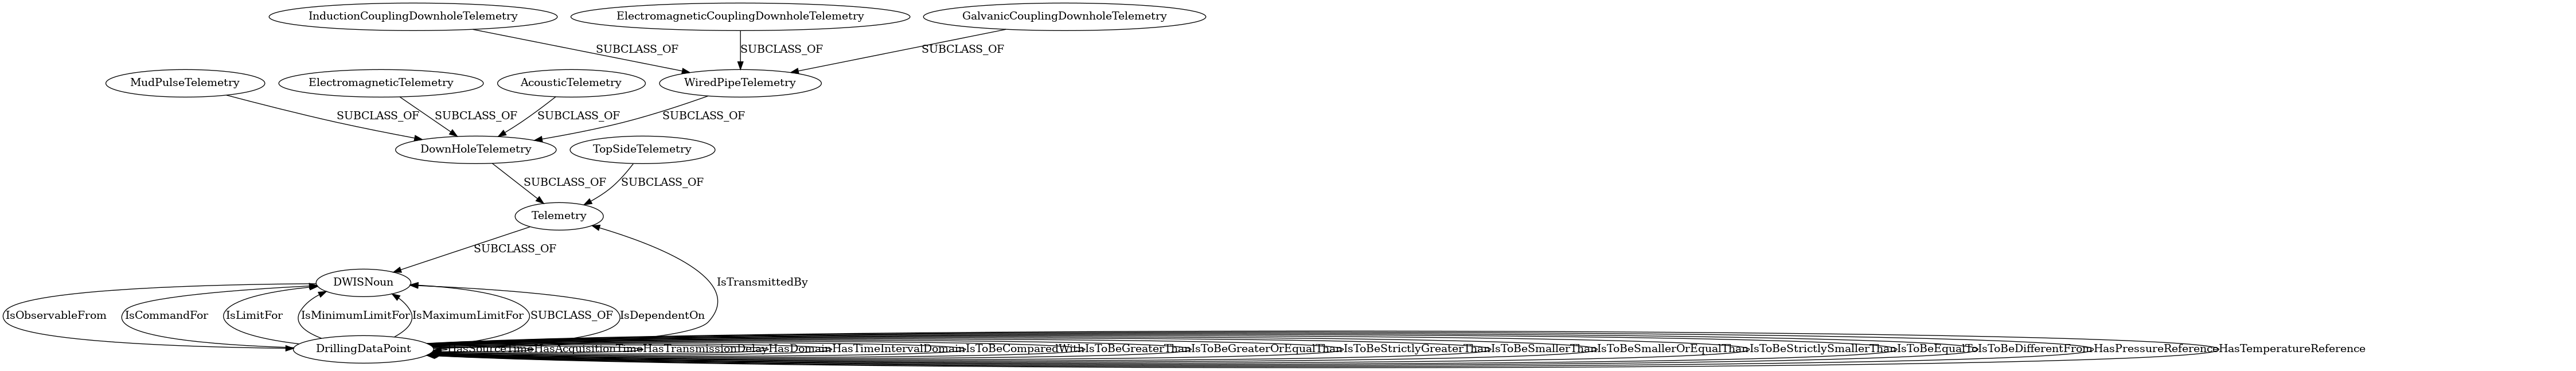 InductionCouplingDownholeTelemetry ElectromagneticCouplingDownholeTelemetry GalvanicCouplingDownholeTelemetry
SUBCLASS_OF SUBCLASS_OF SUBCLASS_OF
MudPulseTelemetry ElectromagneticTelemetry AcousticTelemetry WiredPipeTelemetry
SUBCLASS_OF SUBCLASS_OF SUBCLASS_OF SUBCLASS_OF
DownHoleTelemetry TopSideTelemetry
SUBCLASS_OF SUBCLASS_OF
Telemetry
SUBCLASS_OF
DWISNoun IsTransmittedBy
IsObservableFrom IsCommandFor IsLimitFor IsMinimumLimitFor IsMaximumLimitFor SUBCLASS_OF IsDependentOn
DrillingDataPoint HasSourceTime HasAcquisitionTime HasTransmissionDelay HasDomain HasTimeIntervalDomain IsToBeComparedWith IsToBeGreaterThan IsToBeGreaterOrEqualThan IsToBeStrictlyGreaterThan IsToBeSmallerThan IsToBeSmallerOrEqualThan IsToBeStrictlySmallerThan IsToBeEqualTo IsToBeDifferentFrom HasPressureReference HasTemperatureReference